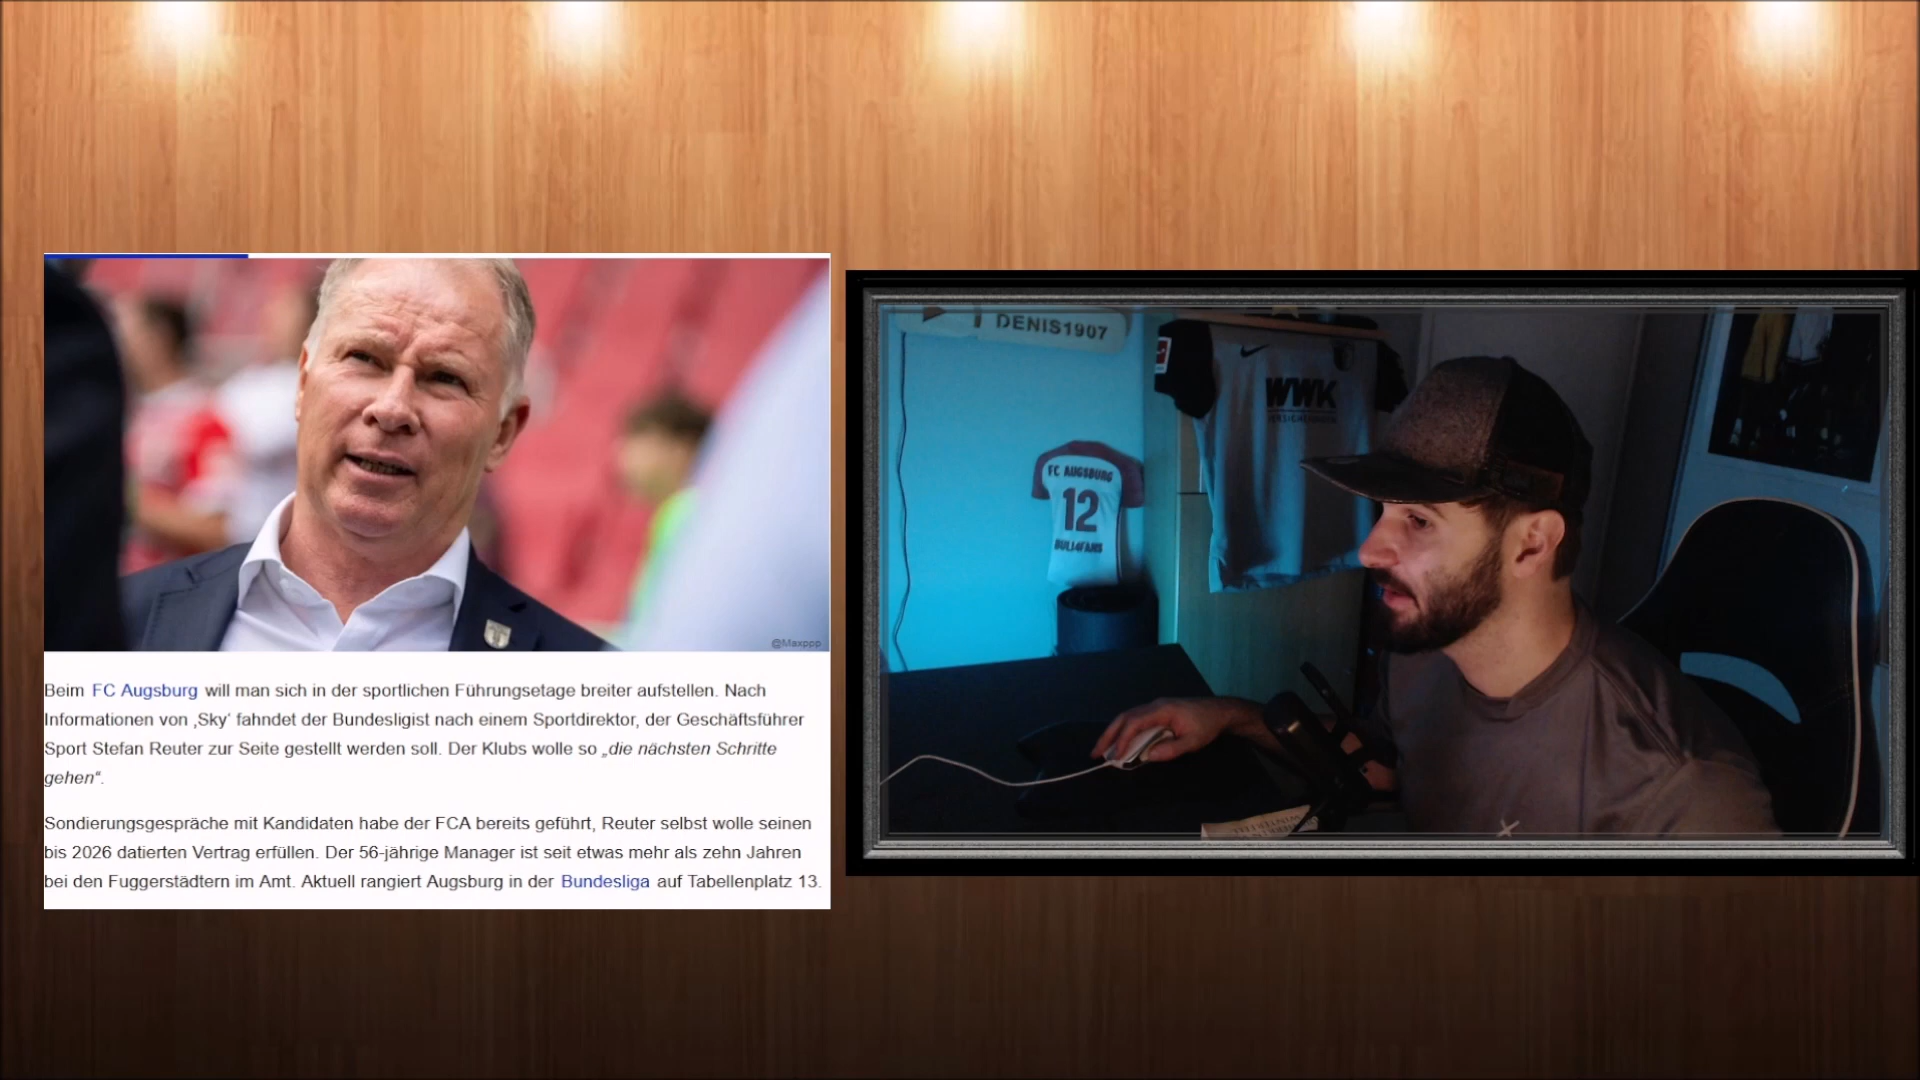 @Maxppp
Beim FC Augsburg will man sich in der sportlichen Führungsetage breiter aufstellen. Nach
Informationen von ‚Sky‘ fahndet der Bundesligist nach einem Sportdirektor, der Geschäftsführer
Sport Stefan Reuter zur Seite gestellt werden soll. Der Klubs wolle so „die nächsten Schritte
gehen“.
Sondierungsgespräche mit Kandidaten habe der FCA bereits geführt, Reuter selbst wolle seinen
bis 2026 datierten Vertrag erfüllen. Der 56-jährige Manager ist seit etwas mehr als zehn Jahren
bei den Fuggerstädtern im Amt. Aktuell rangiert Augsburg in der Bundesliga auf Tabellenplatz 13.
DENIS1907
WWK
FC AUGSBURG
12